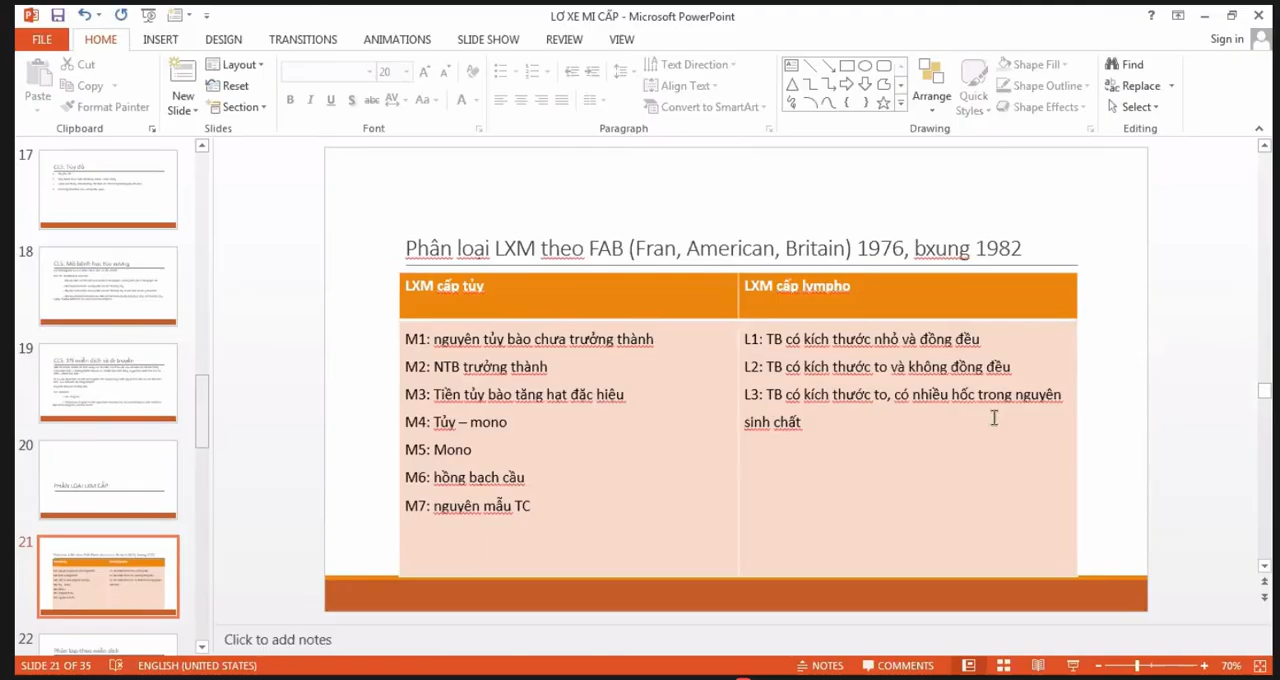 LƠ XE MI CẤP - Microsoft PowerPoint
FILE HOME INSERT DESIGN TRANSITIONS ANIMATIONS SLIDE SHOW REVIEW VIEW Sign in
Paste
Cut
Copy
Format Painter
Clipboard
New Slide
Layout
Reset
Section
Slides
20
Font
Paragraph
Text Direction
Align Text
Convert to SmartArt
Arrange
Quick Styles
Shape Fill
Shape Outline
Shape Effects
Drawing
Find
Replace
Select
Editing
17
18
19
20
PHÂN LOẠI LXM CẤP
21
22
Phân loại LXM theo FAB (Fran, American, Britain) 1976, bxung 1982
LXM cấp tủy
M1: nguyên tủy bào chưa trưởng thành
M2: NTB trưởng thành
M3: Tiền tủy bào tăng hạt đặc hiệu
M4: Tủy – mono
M5: Mono
M6: hồng bạch cầu
M7: nguyên mẫu TC
LXM cấp lympho
L1: TB có kích thước nhỏ và đồng đều
L2: TB có kích thước to và không đồng đều
L3: TB có kích thước to, có nhiều hốc trong nguyên
sinh chất
Click to add notes
SLIDE 21 OF 35 ENGLISH (UNITED STATES) NOTES COMMENTS 70%